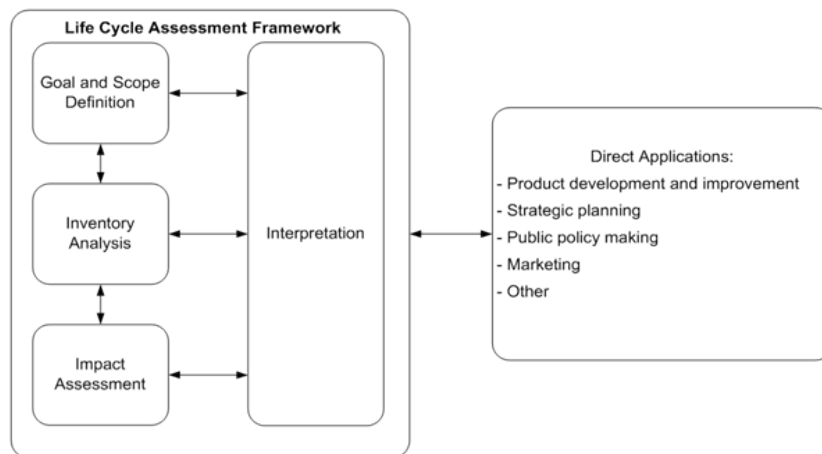 Life Cycle Assessment Framework
Goal and Scope
Definition
Inventory
Analysis
Impact
Assessment
Interpretation
Direct Applications:
- Product development and improvement
- Strategic planning
- Public policy making
- Marketing
- Other